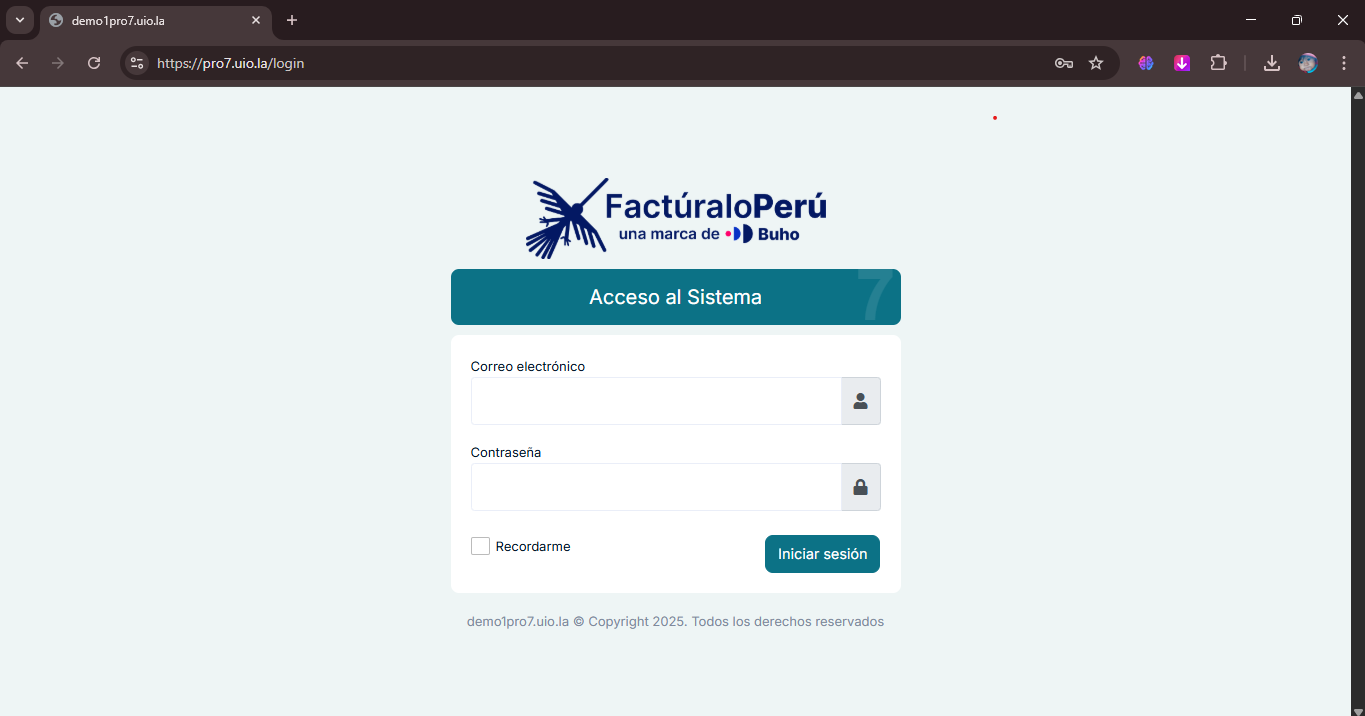 demo1pro7.uio.la
https://pro7.uio.la/login
FactúraloPerú
una marca de Buho
Acceso al Sistema
7
Correo electrónico
Contraseña
Recordarme
Iniciar sesión
demo1pro7.uio.la © Copyright 2025. Todos los derechos reservados